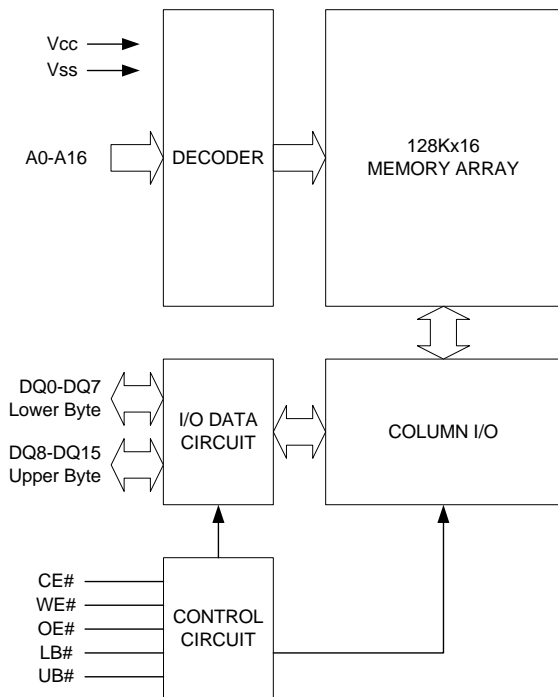 Vcc
Vss
A0-A16
DECODER
128Kx16
MEMORY ARRAY
DQ0-DQ7
Lower Byte
DQ8-DQ15
Upper Byte
I/O DATA
CIRCUIT
COLUMN I/O
CE#
WE#
OE#
LB#
UB#
CONTROL
CIRCUIT